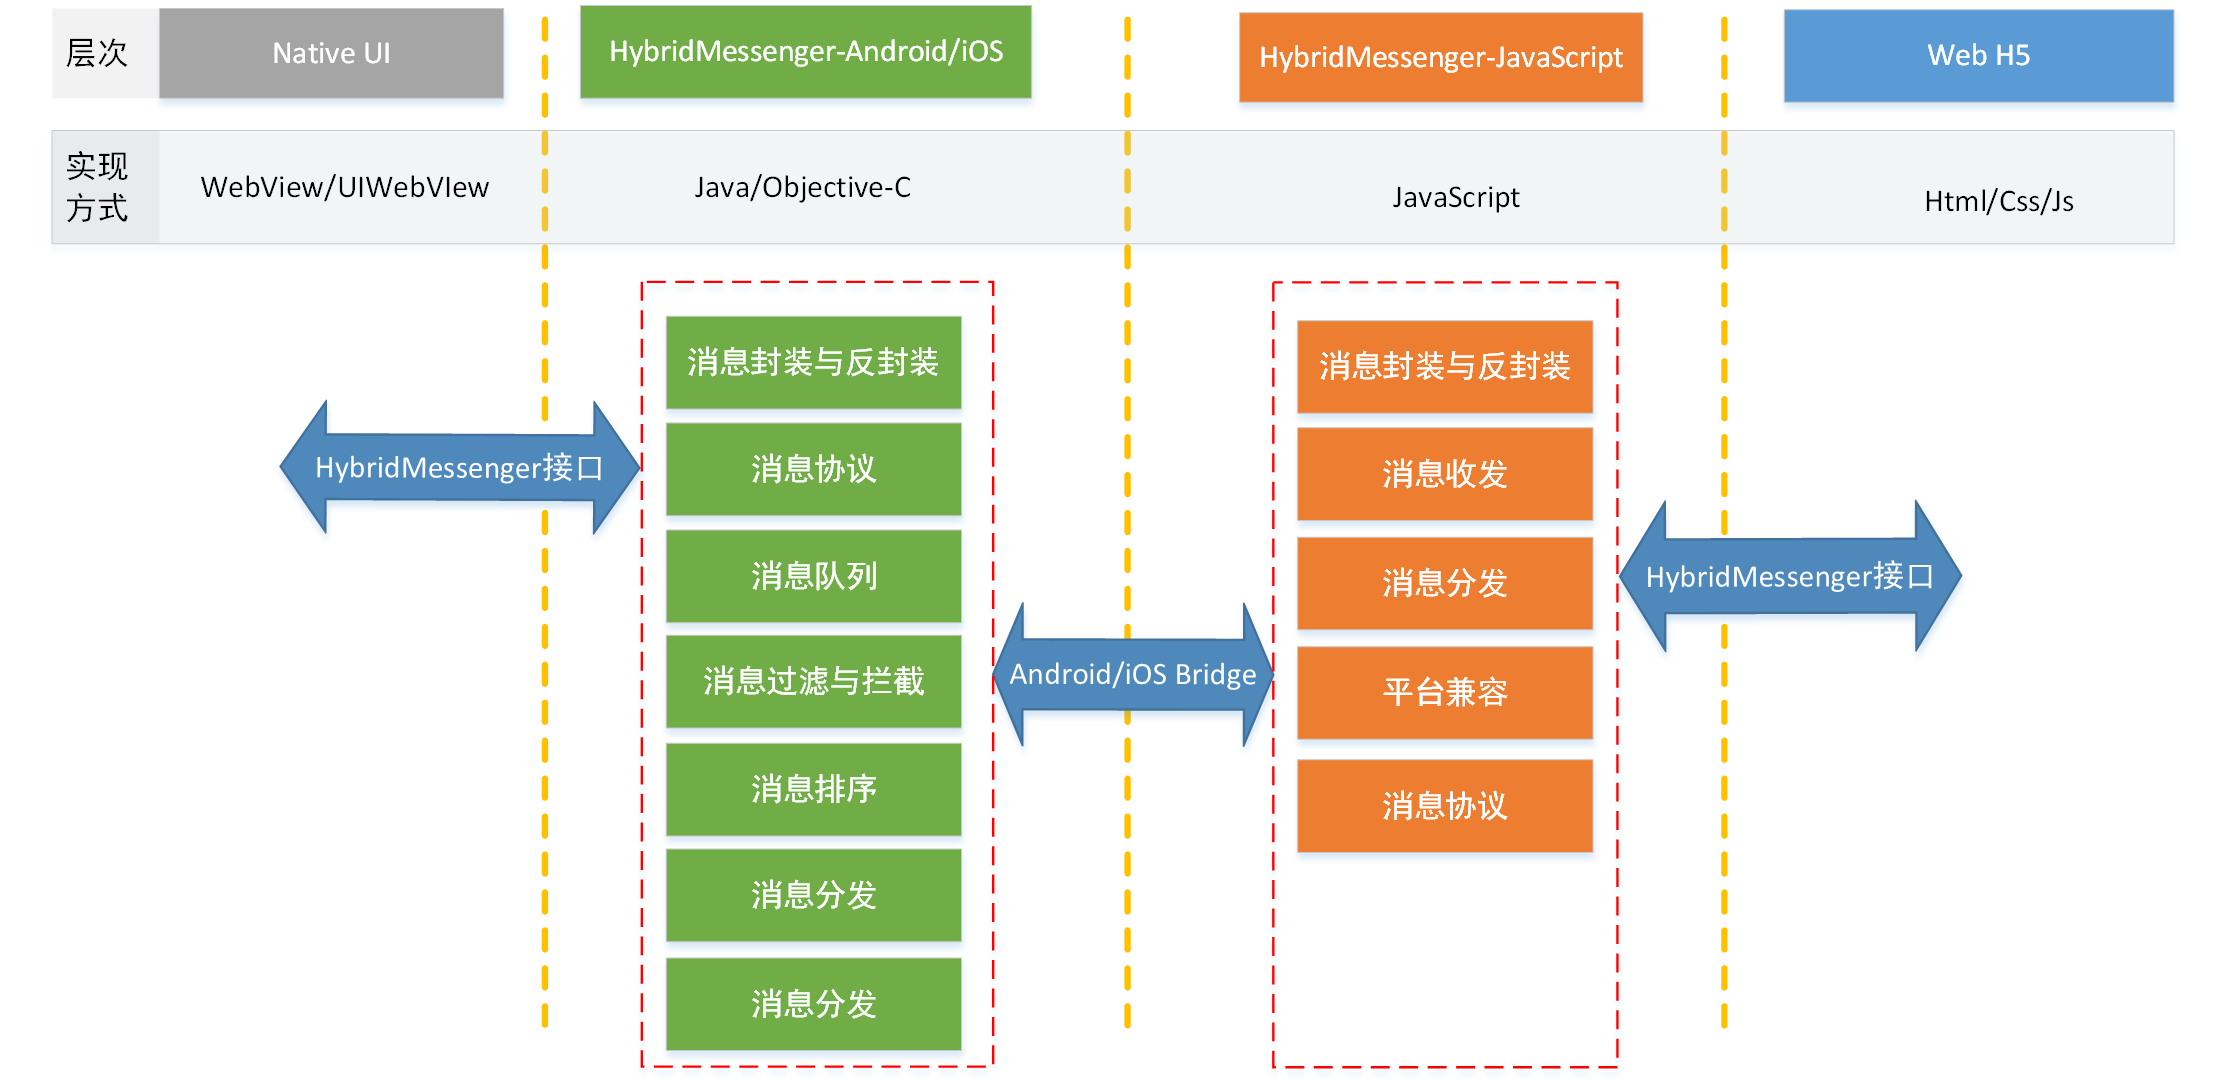 层次
Native UI
HybridMessenger-Android/iOS
HybridMessenger-JavaScript
Web H5
实现
方式
WebView/UIWebVIew
Java/Objective-C
JavaScript
Html/Css/Js
HybridMessenger接口
消息封装与反封装
消息协议
消息队列
消息过滤与拦截
消息排序
消息分发
消息分发
Android/iOS Bridge
消息封装与反封装
消息收发
消息分发
平台兼容
消息协议
HybridMessenger接口